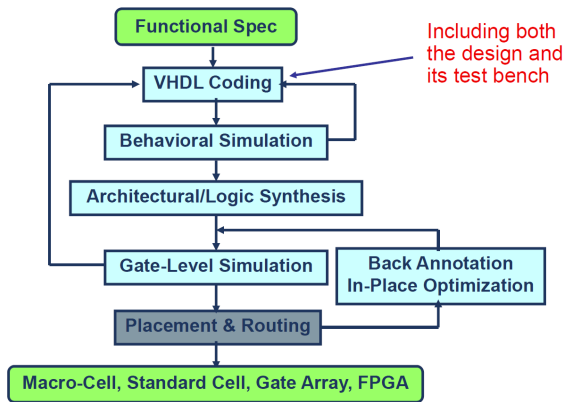 Functional Spec
Including both
the design and
its test bench
VHDL Coding
Behavioral Simulation
Architectural/Logic Synthesis
Gate-Level Simulation
Back Annotation
In-Place Optimization
Placement & Routing
Macro-Cell, Standard Cell, Gate Array, FPGA